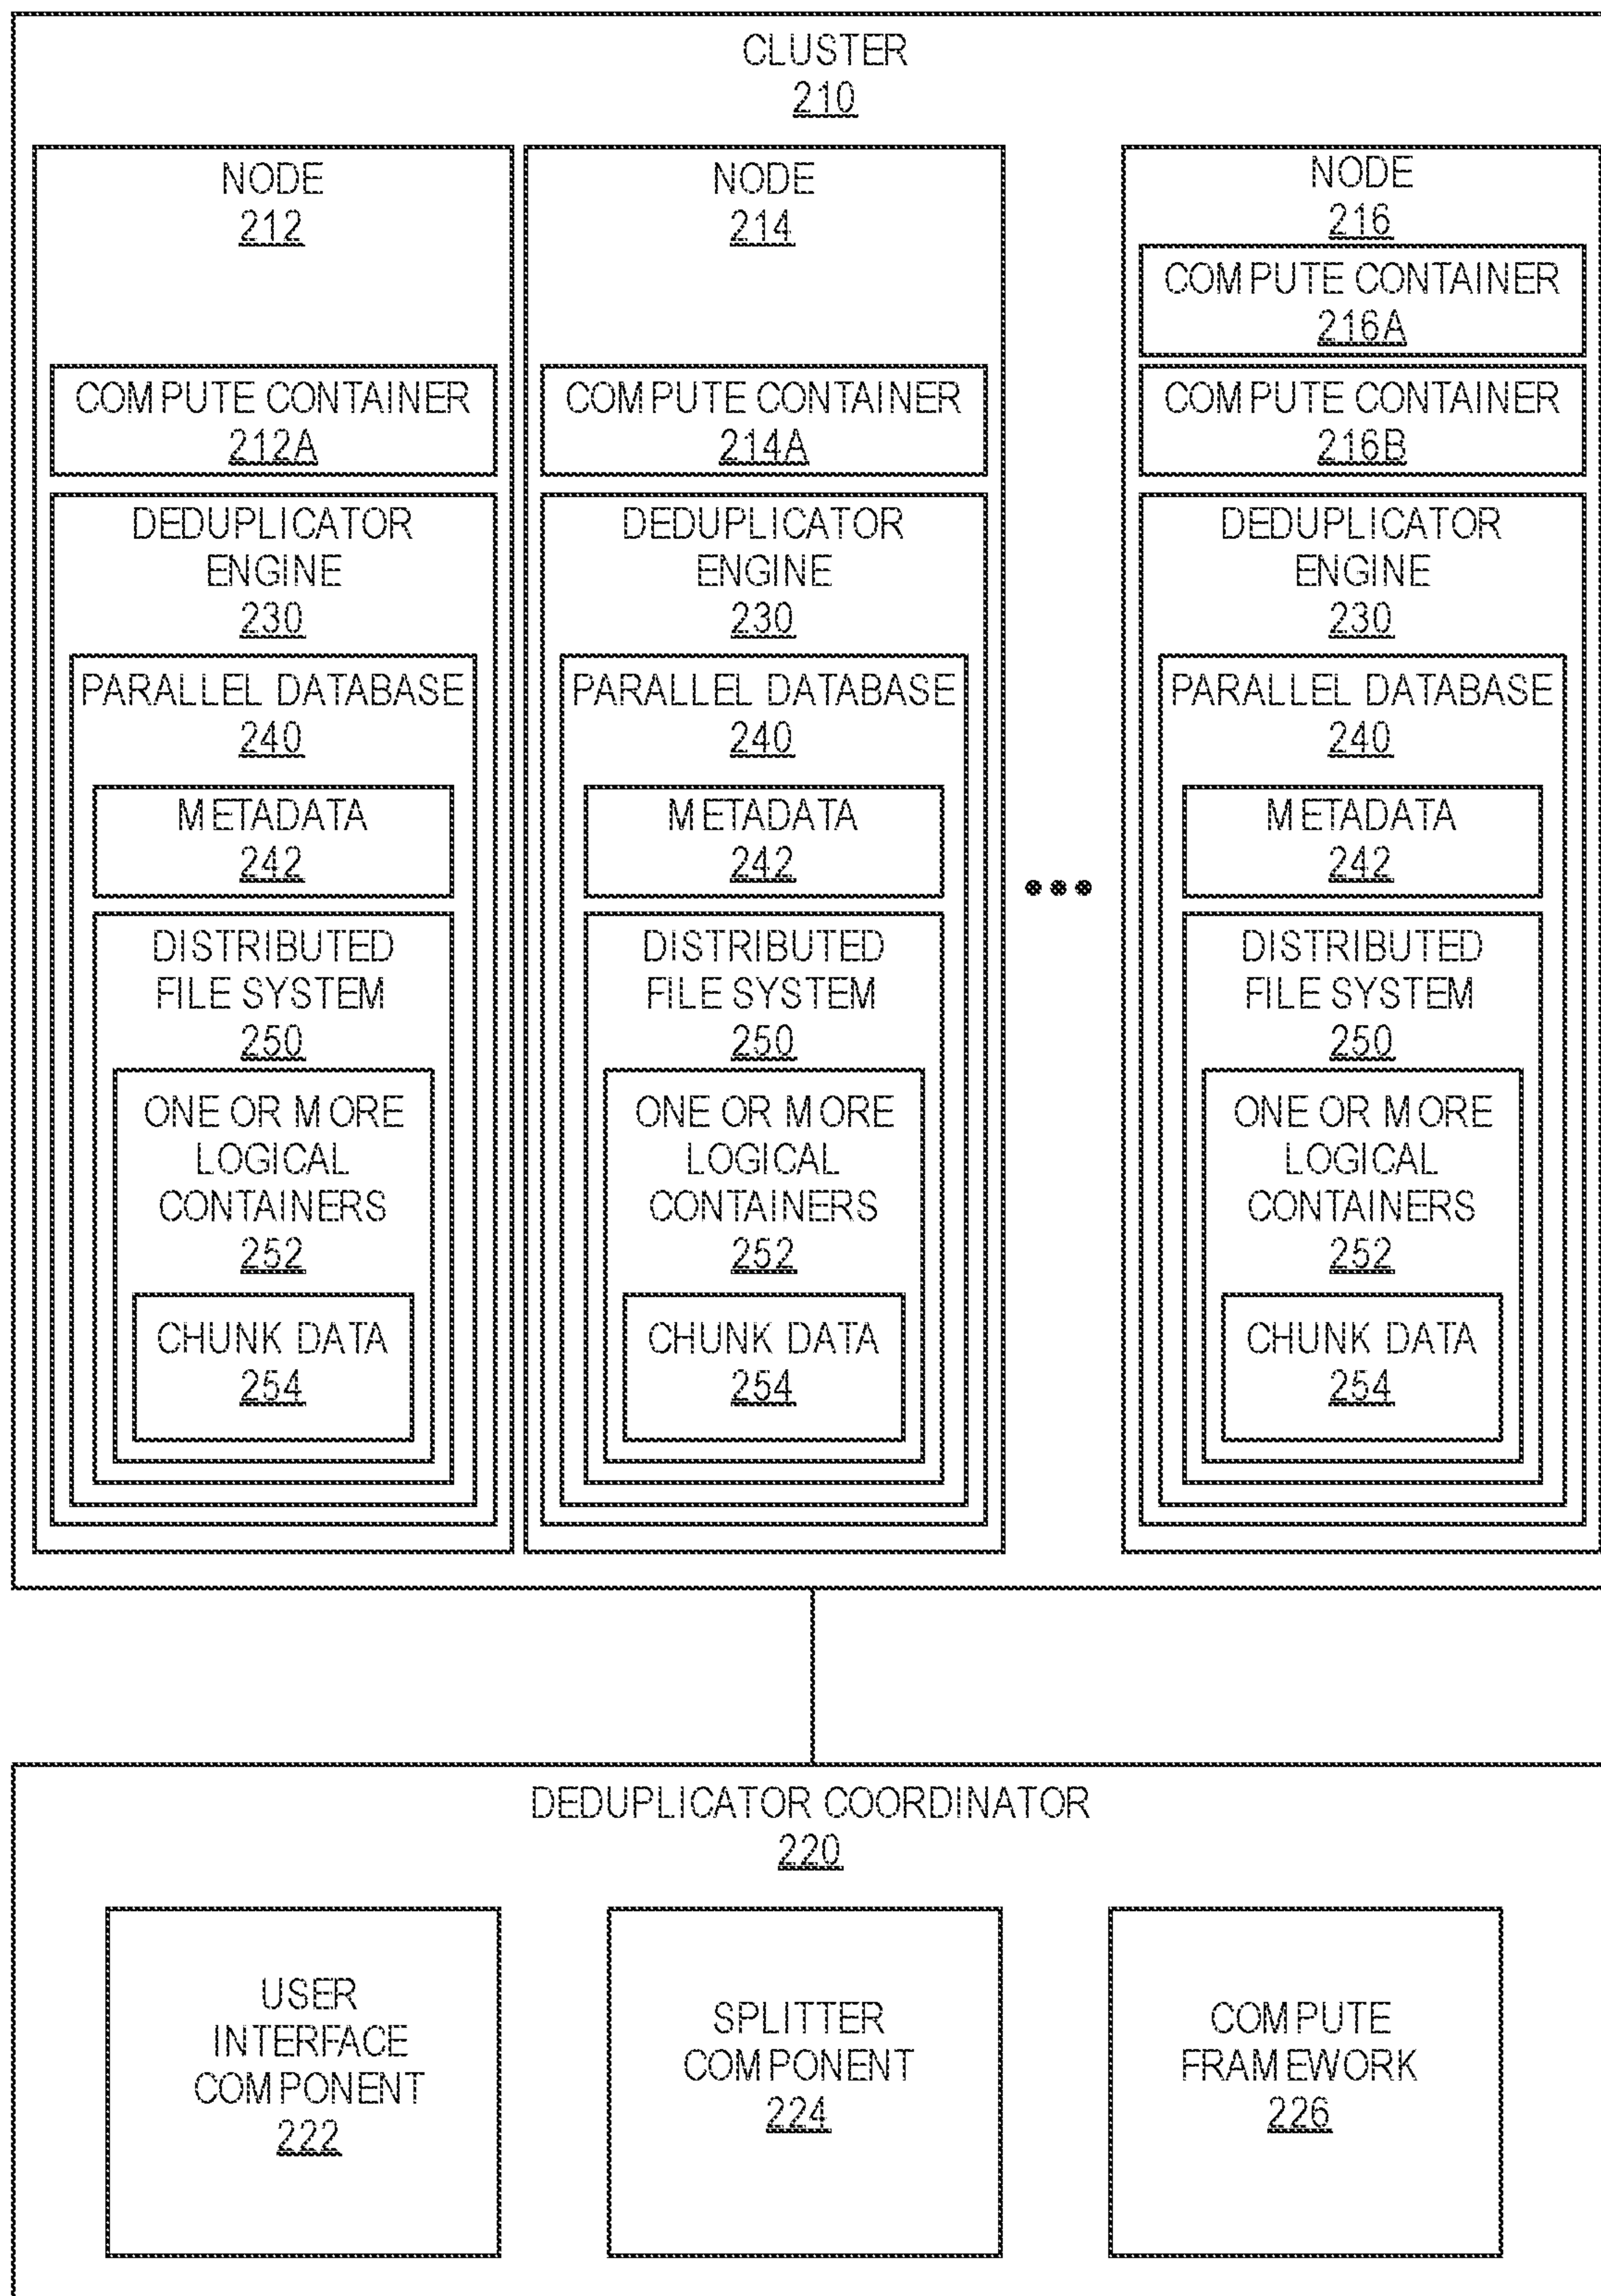 CLUSTER
210
NODE
212
COMPUTE CONTAINER
212A
DEDUPLICATOR
ENGINE
230
PARALLEL DATABASE
240
METADATA
242
DISTRIBUTED
FILE SYSTEM
250
ONE OR MORE
LOGICAL
CONTAINERS
252
CHUNK DATA
254
NODE
214
COMPUTE CONTAINER
214A
DEDUPLICATOR
ENGINE
230
PARALLEL DATABASE
240
METADATA
242
DISTRIBUTED
FILE SYSTEM
250
ONE OR MORE
LOGICAL
CONTAINERS
252
CHUNK DATA
254
NODE
216
COMPUTE CONTAINER
216A
COMPUTE CONTAINER
216B
DEDUPLICATOR
ENGINE
230
PARALLEL DATABASE
240
METADATA
242
DISTRIBUTED
FILE SYSTEM
250
ONE OR MORE
LOGICAL
CONTAINERS
252
CHUNK DATA
254
DEDUPLICATOR COORDINATOR
220
USER
INTERFACE
COMPONENT
222
SPLITTER
COMPONENT
224
COMPUTE
FRAMEWORK
226